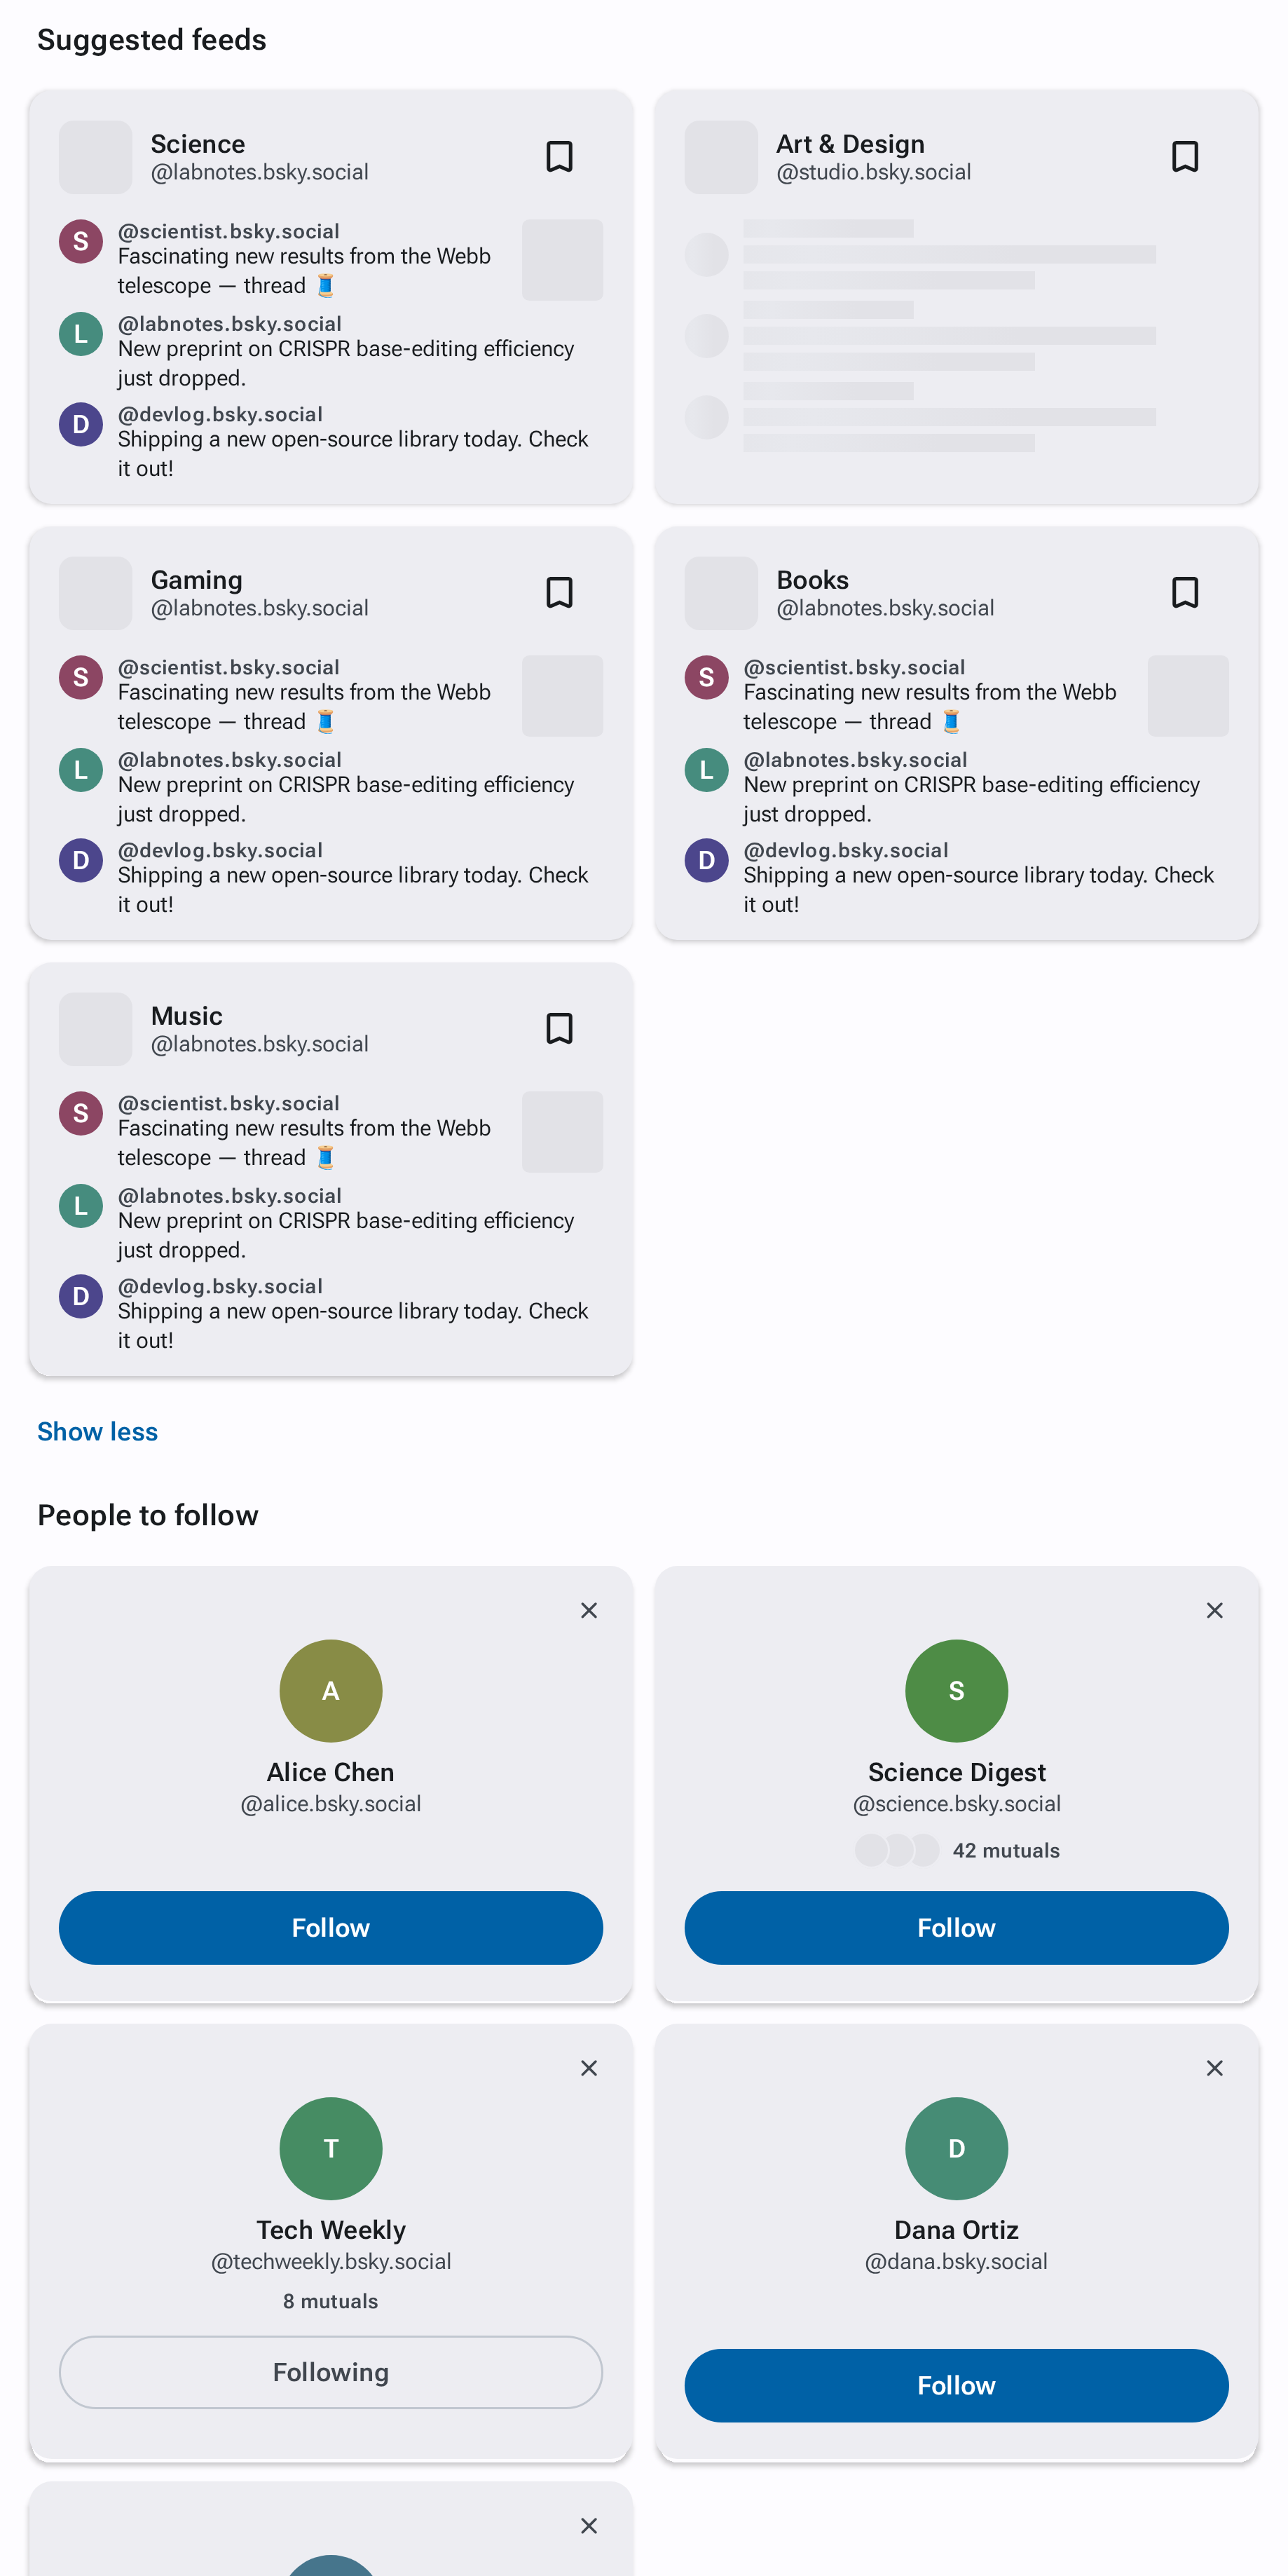 Suggested feeds
Science
@labnotes.bsky.social
S
@scientist.bsky.social
Fascinating new results from the Webb
telescope — thread 🧵
L
@labnotes.bsky.social
New preprint on CRISPR base-editing efficiency
just dropped.
D
@devlog.bsky.social
Shipping a new open-source library today. Check
it out!
Art & Design
@studio.bsky.social
Gaming
@labnotes.bsky.social
S
@scientist.bsky.social
Fascinating new results from the Webb
telescope — thread 🧵
L
@labnotes.bsky.social
New preprint on CRISPR base-editing efficiency
just dropped.
D
@devlog.bsky.social
Shipping a new open-source library today. Check
it out!
Books
@labnotes.bsky.social
S
@scientist.bsky.social
Fascinating new results from the Webb
telescope — thread 🧵
L
@labnotes.bsky.social
New preprint on CRISPR base-editing efficiency
just dropped.
D
@devlog.bsky.social
Shipping a new open-source library today. Check
it out!
Music
@labnotes.bsky.social
S
@scientist.bsky.social
Fascinating new results from the Webb
telescope — thread 🧵
L
@labnotes.bsky.social
New preprint on CRISPR base-editing efficiency
just dropped.
D
@devlog.bsky.social
Shipping a new open-source library today. Check
it out!
Show less
People to follow
A
Alice Chen
@alice.bsky.social
Follow
S
Science Digest
@science.bsky.social
42 mutuals
Follow
T
Tech Weekly
@techweekly.bsky.social
8 mutuals
Following
D
Dana Ortiz
@dana.bsky.social
Follow